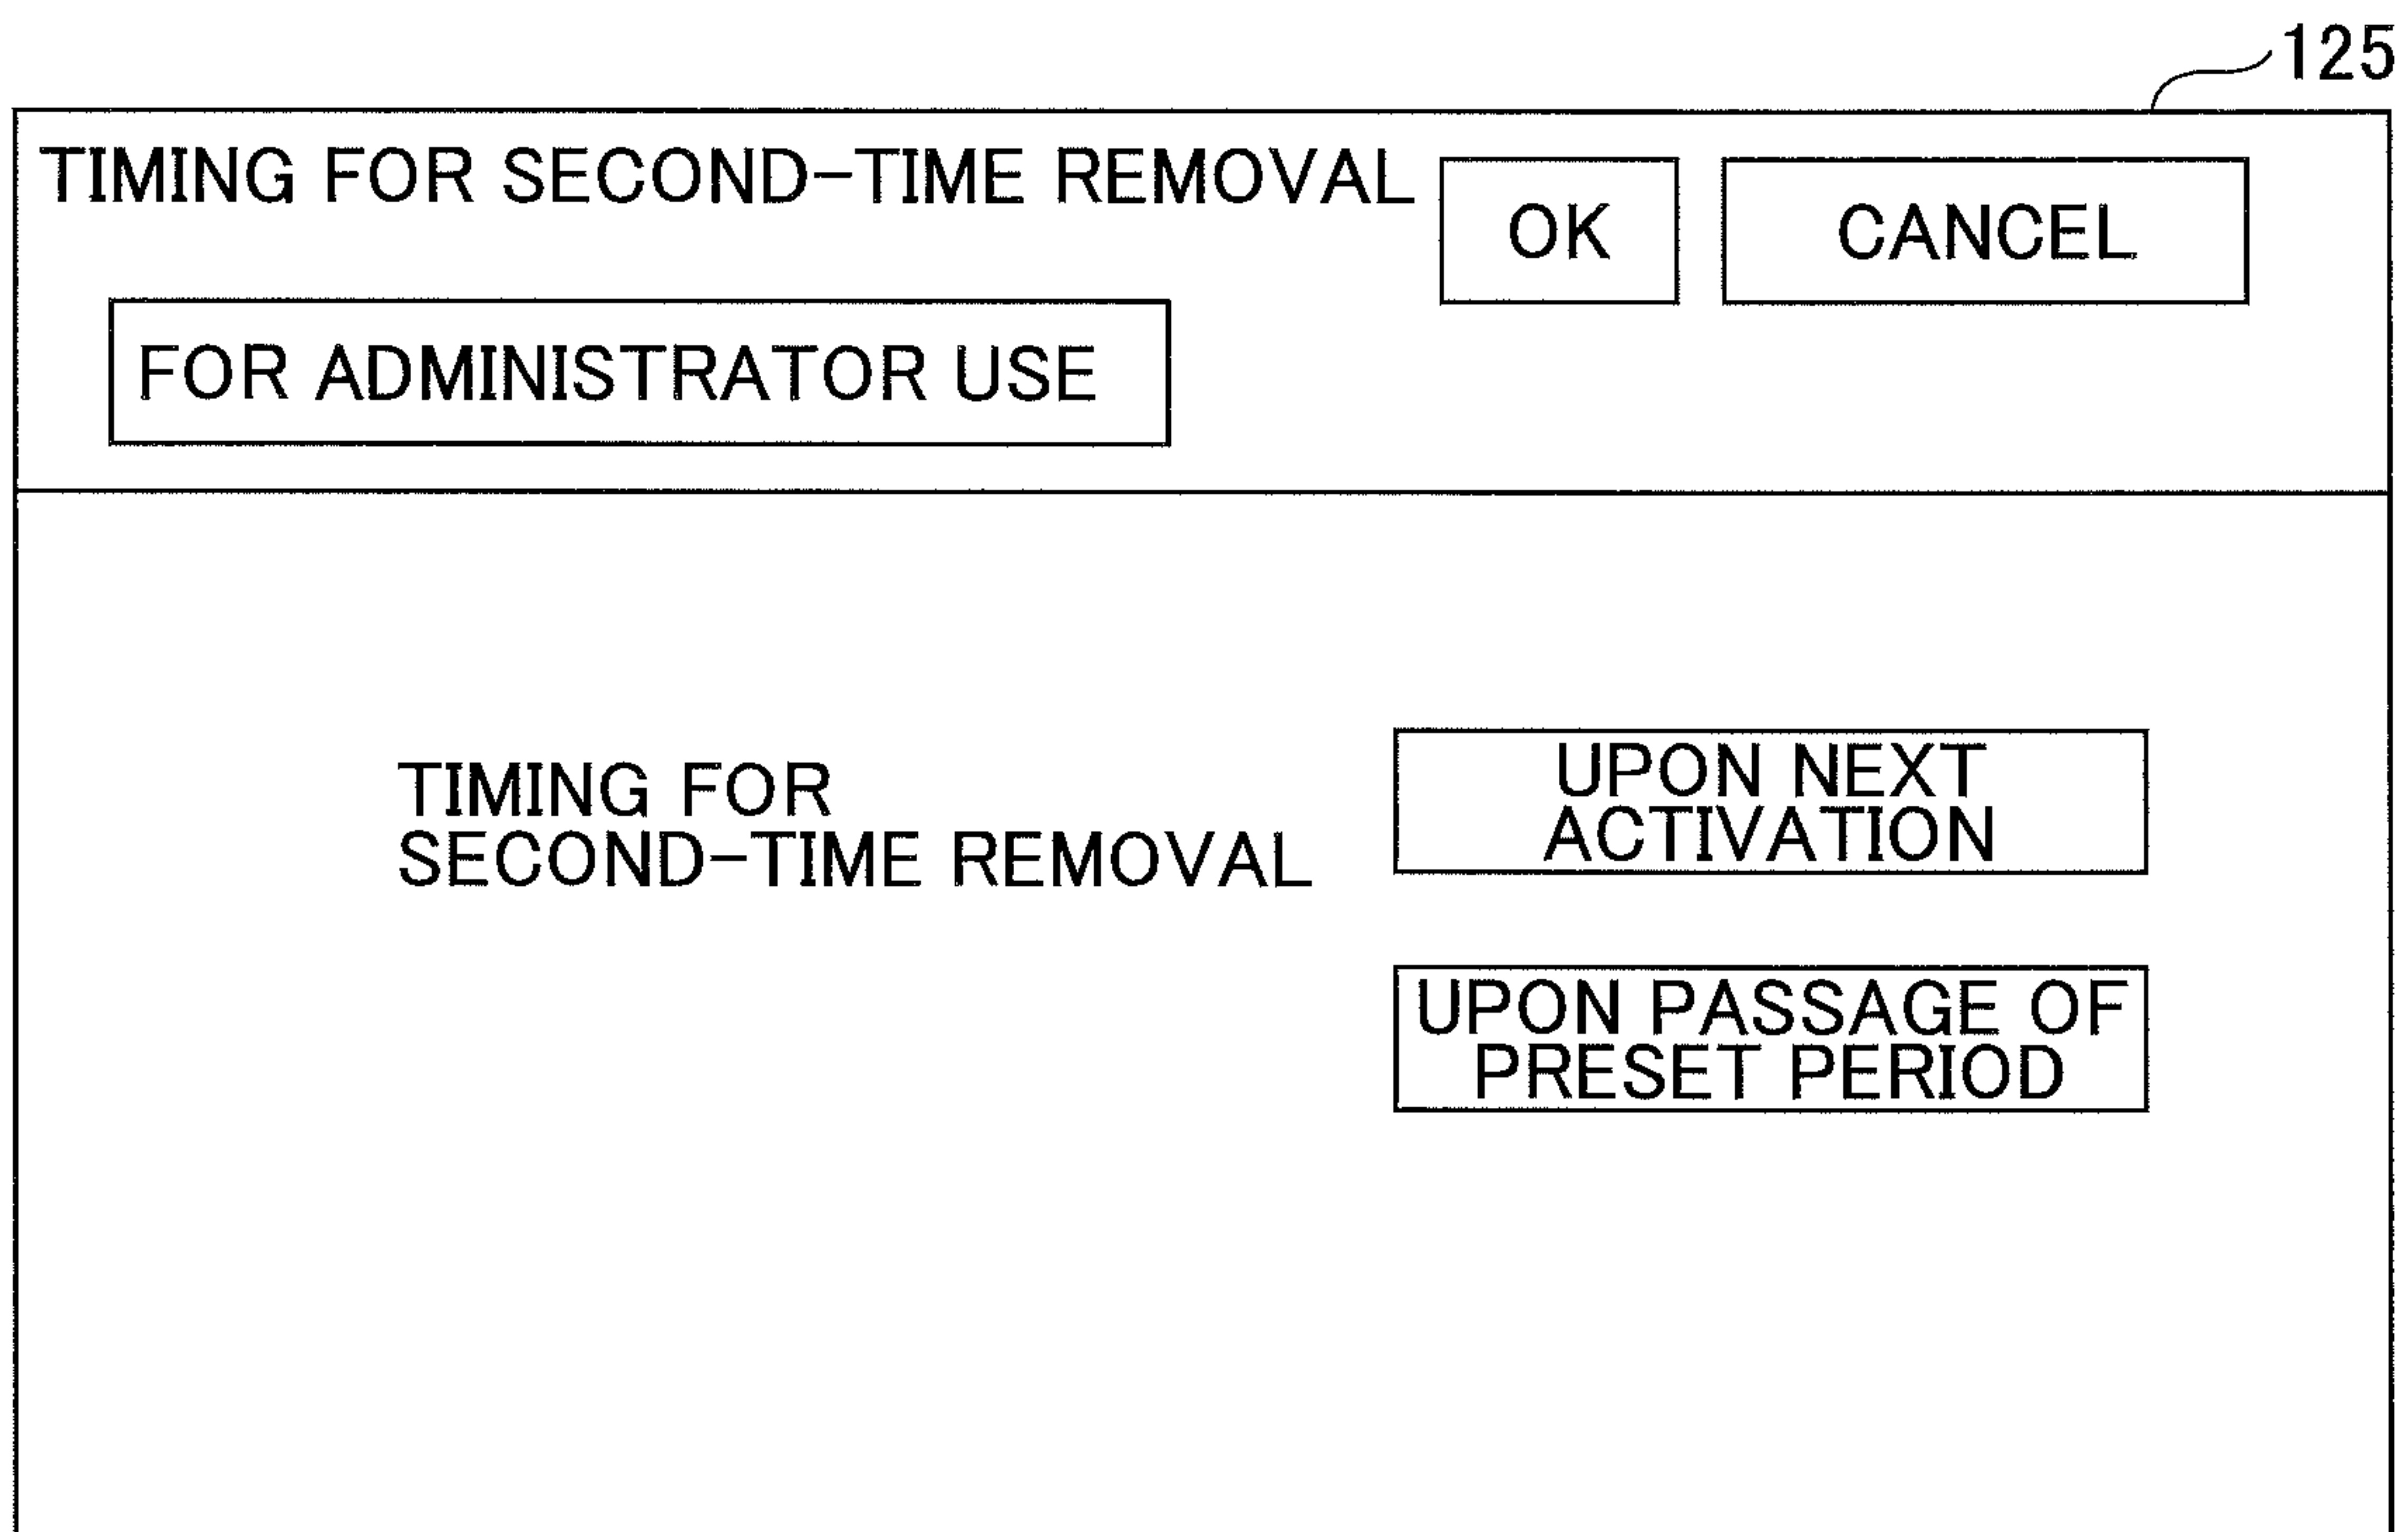 125
TIMING FOR SECOND-TIME REMOVAL
OK
CANCEL
FOR ADMINISTRATOR USE
TIMING FOR
SECOND-TIME REMOVAL
UPON NEXT
ACTIVATION
UPON PASSAGE OF
PRESET PERIOD